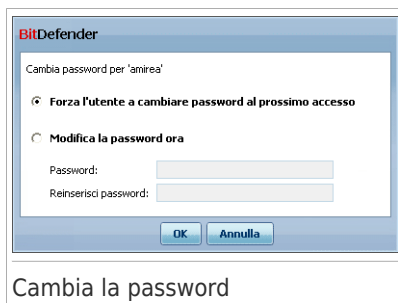 BitDefender
Cambia password per 'amirea'
Forza l'utente a cambiare password al prossimo accesso
Modifica la password ora
Password:
Reinserisci password:
OK Annulla
Cambia la password